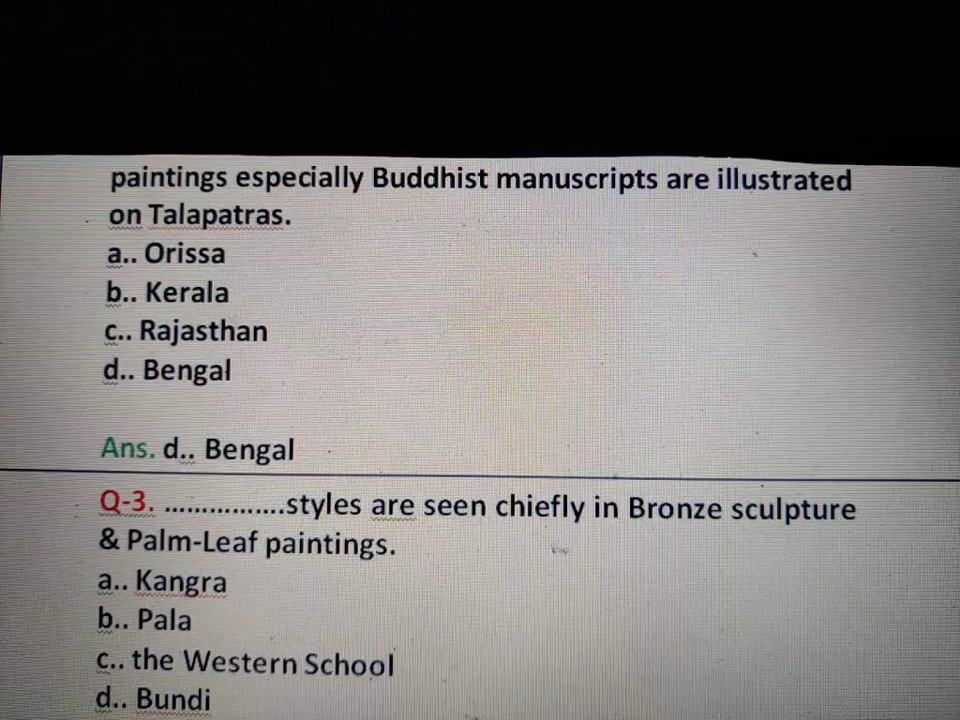 paintings especially Buddhist manuscripts are illustrated
on Talapatras.
a.. Orissa
b.. Kerala
c.. Rajasthan
d.. Bengal
Ans. d.. Bengal
Q-3. ................styles are seen chiefly in Bronze sculpture
& Palm-Leaf paintings.
a.. Kangra
b.. Pala
c.. the Western School
d.. Bundi